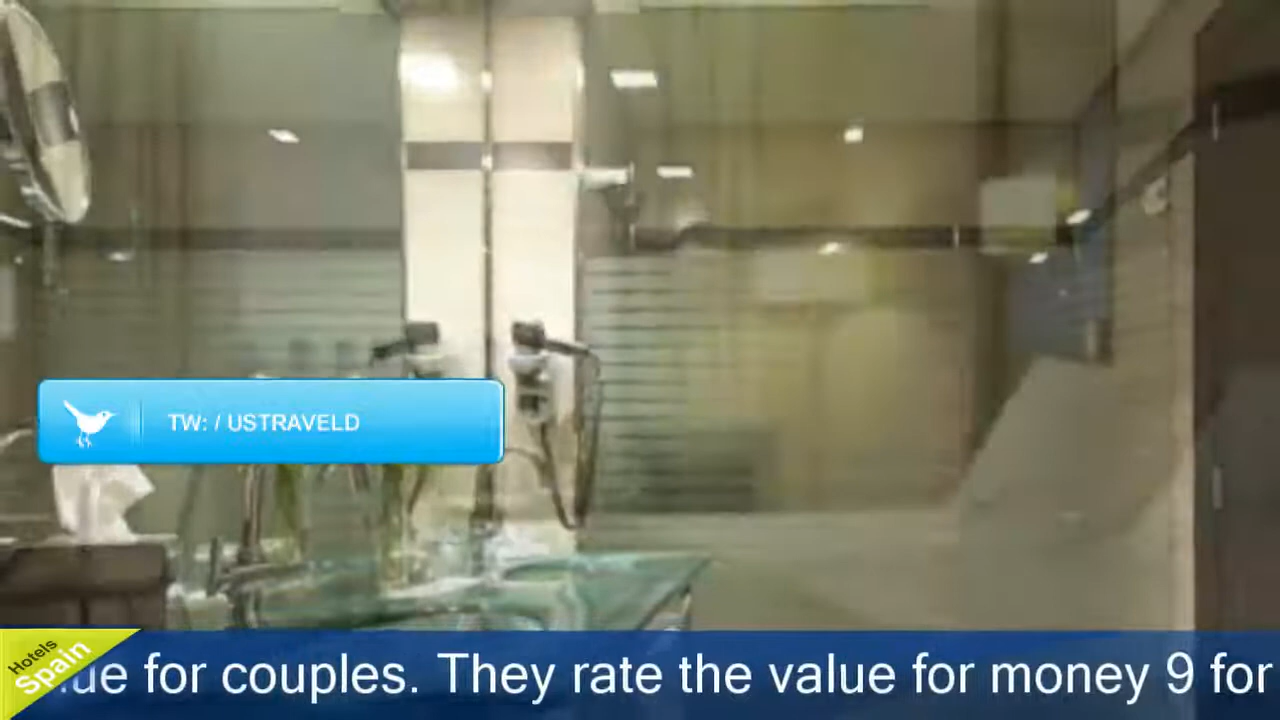 TW: / USTRAVELD
Hotels
Spain
ue for couples. They rate the value for money 9 for